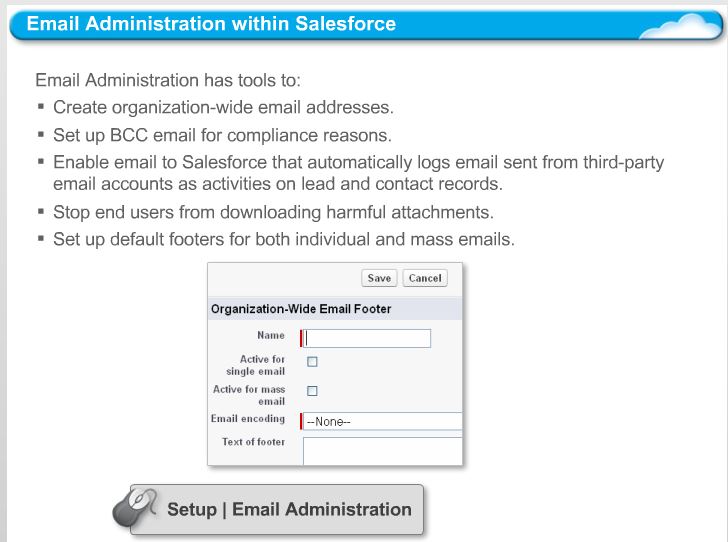 Email Administration within Salesforce
Email Administration has tools to:
▪ Create organization-wide email addresses.
▪ Set up BCC email for compliance reasons.
▪ Enable email to Salesforce that automatically logs email sent from third-party
email accounts as activities on lead and contact records.
▪ Stop end users from downloading harmful attachments.
▪ Set up default footers for both individual and mass emails.
Save Cancel
Organization-Wide Email Footer
Name
Active for
single email
Active for mass
email
Email encoding --None--
Text of footer
Setup | Email Administration